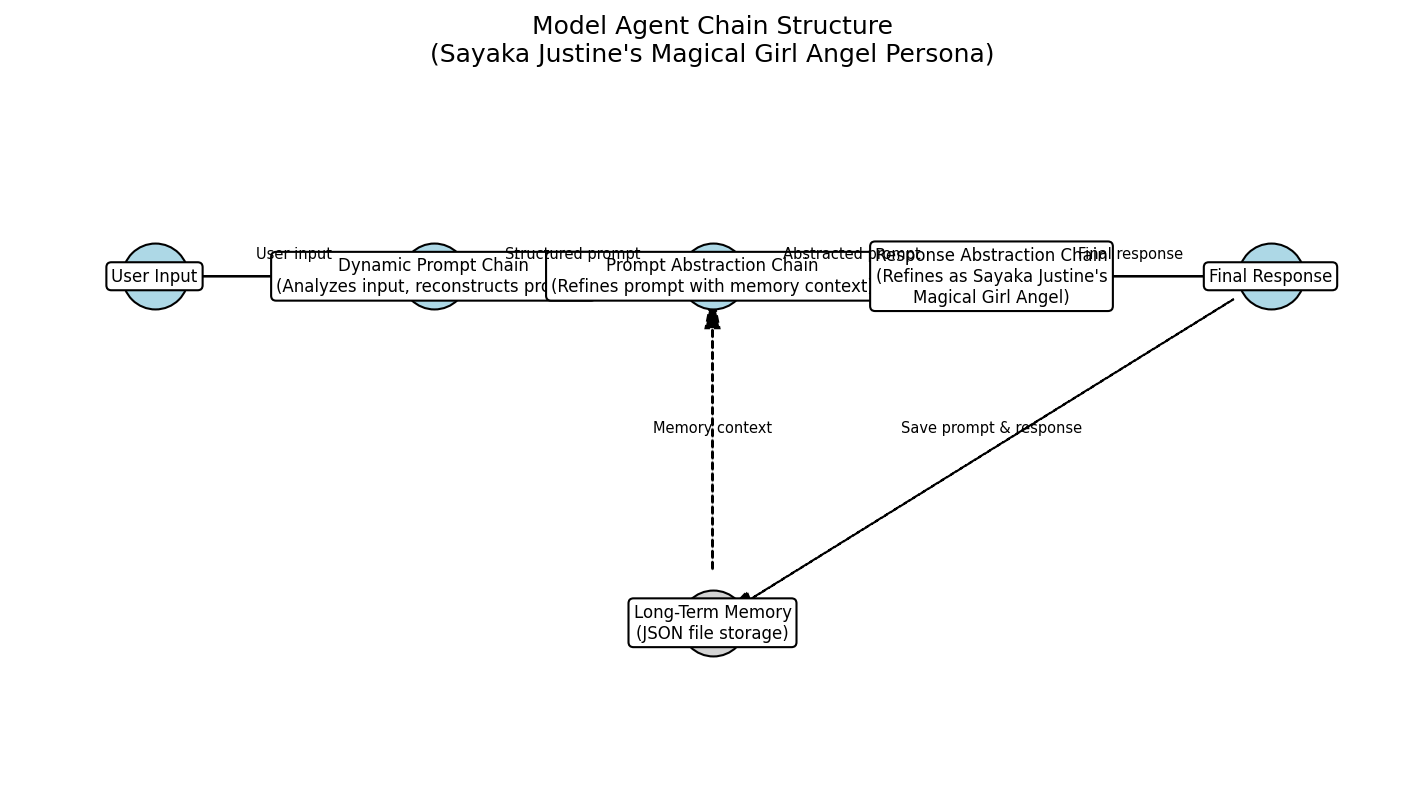 Model Agent Chain Structure
(Sayaka Justine's Magical Girl Angel Persona)
User input
Structured prompt
Abstracted prompt
Final response
User Input
Dynamic Prompt Chain
(Analyzes input, reconstructs
Prompt Abstraction Chain
(Refines prompt with memory context
Response Abstraction Chain
(Refines as Sayaka Justine's
Magical Girl Angel)
Final Response
Memory context
Save prompt & response
Long-Term Memory
(JSON file storage)